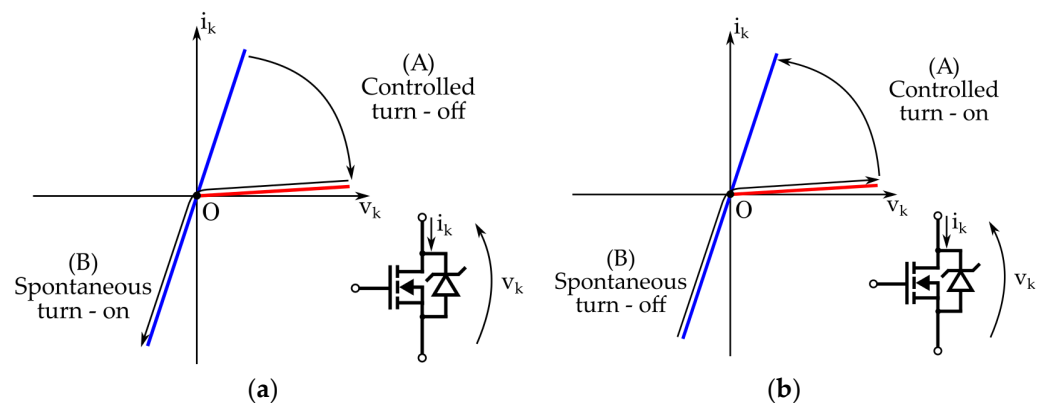 i_k
(A)
Controlled
turn - off
v_k
O
(B)
Spontaneous
turn - on
i_k
v_k
(a)
i_k
(A)
Controlled
turn - on
v_k
O
(B)
Spontaneous
turn - off
i_k
v_k
(b)